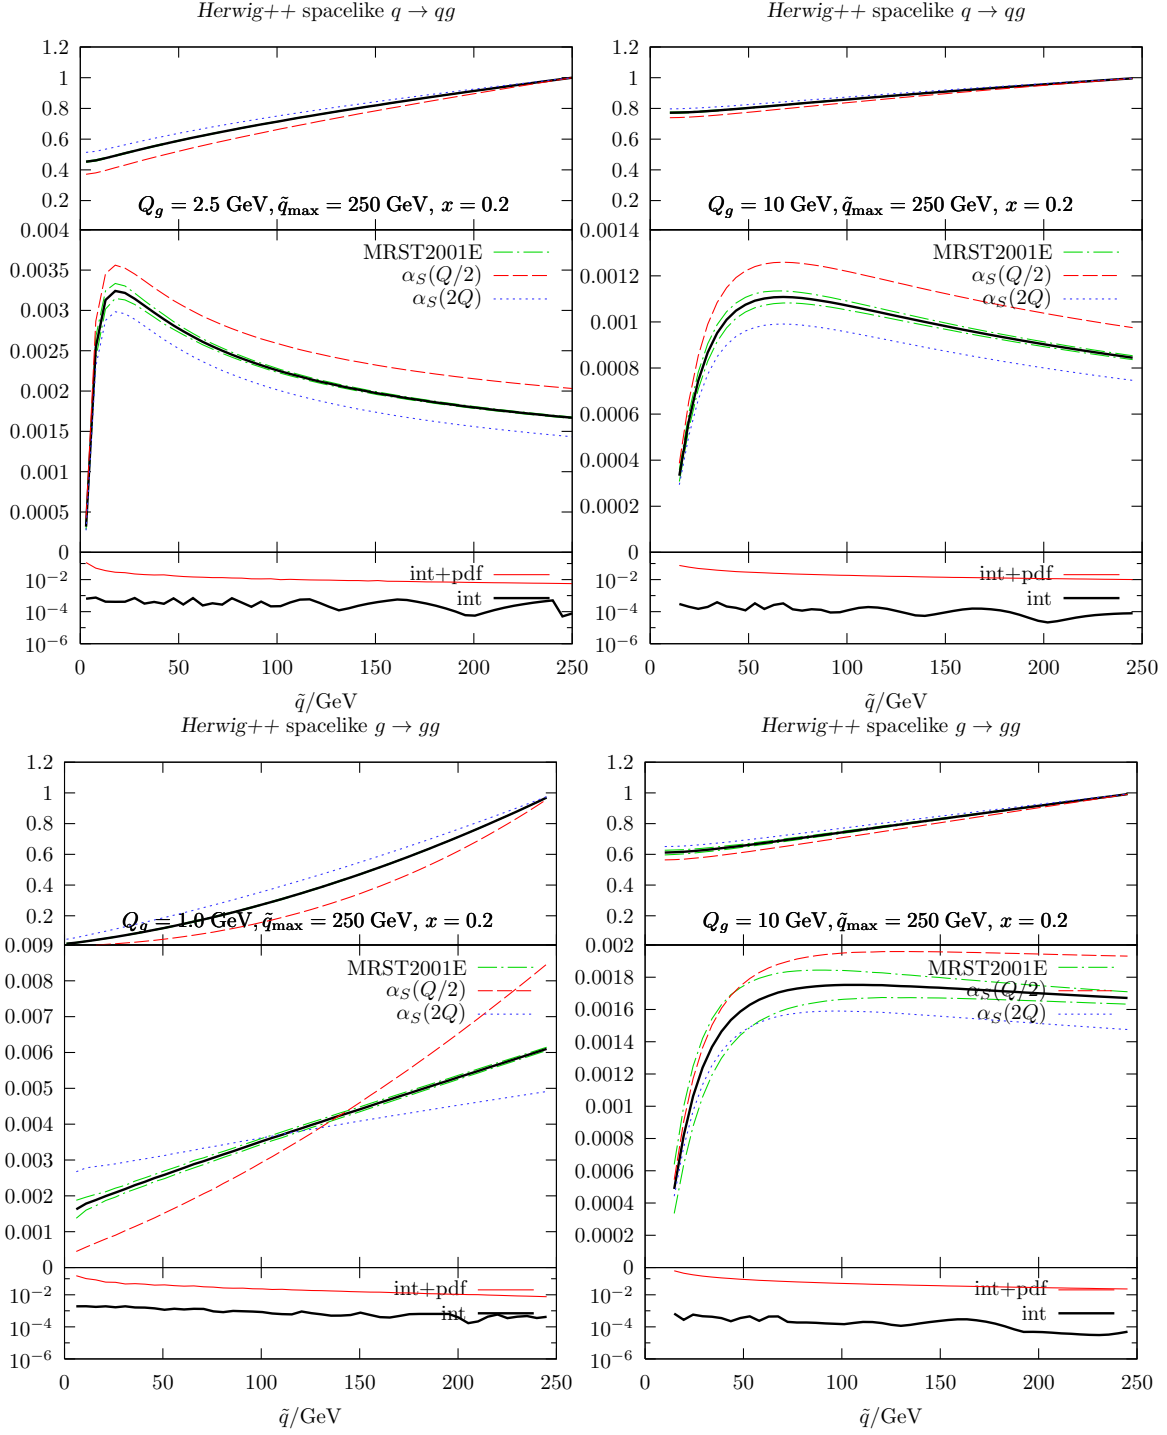 Herwig++ spacelike q → qg
1.2
1
0.8
0.6
0.4
0.2
Q_g = 2.5 GeV, q̃_max = 250 GeV, x = 0.2
0.004
0.0035
0.003
0.0025
0.002
0.0015
0.001
0.0005
0
MRST2001E
α_S(Q/2)
α_S(2Q)
10^−2
10^−4
10^−6
int+pdf
int
0 50 100 150 200 250
q̃/GeV
Herwig++ spacelike q → qg
1.2
1
0.8
0.6
0.4
0.2
Q_g = 10 GeV, q̃_max = 250 GeV, x = 0.2
0.0014
0.0012
0.001
0.0008
0.0006
0.0004
0.0002
0
MRST2001E
α_S(Q/2)
α_S(2Q)
10^−2
10^−4
10^−6
int+pdf
int
0 50 100 150 200 250
q̃/GeV
Herwig++ spacelike g → gg
1.2
1
0.8
0.6
0.4
0.2
Q_g = 1.0 GeV, q̃_max = 250 GeV, x = 0.2
0.009
0.008
0.007
0.006
0.005
0.004
0.003
0.002
0.001
0
MRST2001E
α_S(Q/2)
α_S(2Q)
10^−2
10^−4
10^−6
int+pdf
int
0 50 100 150 200 250
q̃/GeV
Herwig++ spacelike g → gg
1.2
1
0.8
0.6
0.4
0.2
Q_g = 10 GeV, q̃_max = 250 GeV, x = 0.2
0.002
0.0018
0.0016
0.0014
0.0012
0.001
0.0008
0.0006
0.0004
0.0002
0
MRST2001E
α_S(Q/2)
α_S(2Q)
10^−2
10^−4
10^−6
int+pdf
int
0 50 100 150 200 250
q̃/GeV